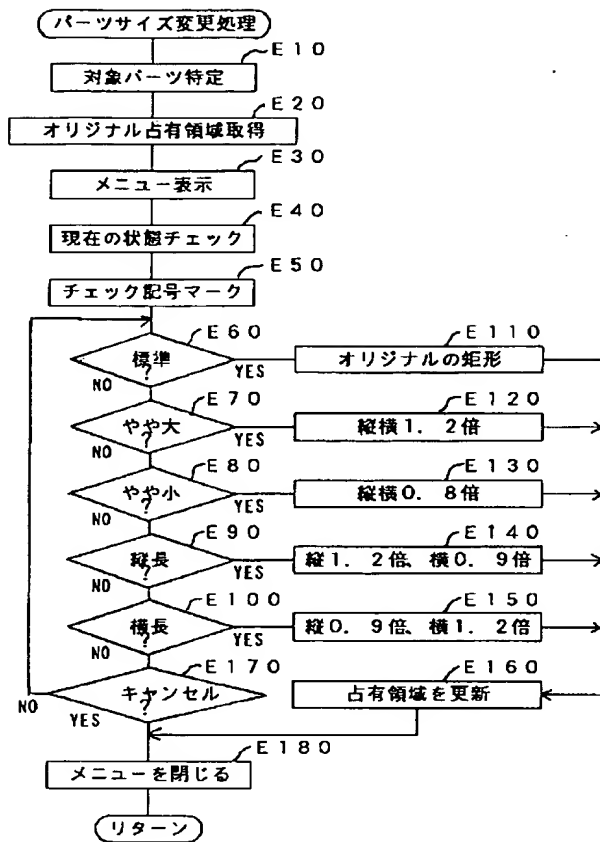 パーツサイズ変更処理
E10
対象パーツ特定
E20
オリジナル占有領域取得
E30
メニュー表示
E40
現在の状態チェック
E50
チェック記号マーク
E60
E110
標準
?
オリジナルの矩形
NO
YES
E70
E120
やや大
?
縦横1.2倍
NO
YES
E80
E130
やや小
?
縦横0.8倍
NO
YES
E90
E140
縦長
?
縦1.2倍、横0.9倍
NO
YES
E100
E150
横長
?
縦0.9倍、横1.2倍
NO
YES
E170
E160
キャンセル
?
占有領域を更新
NO
YES
E180
メニューを閉じる
リターン